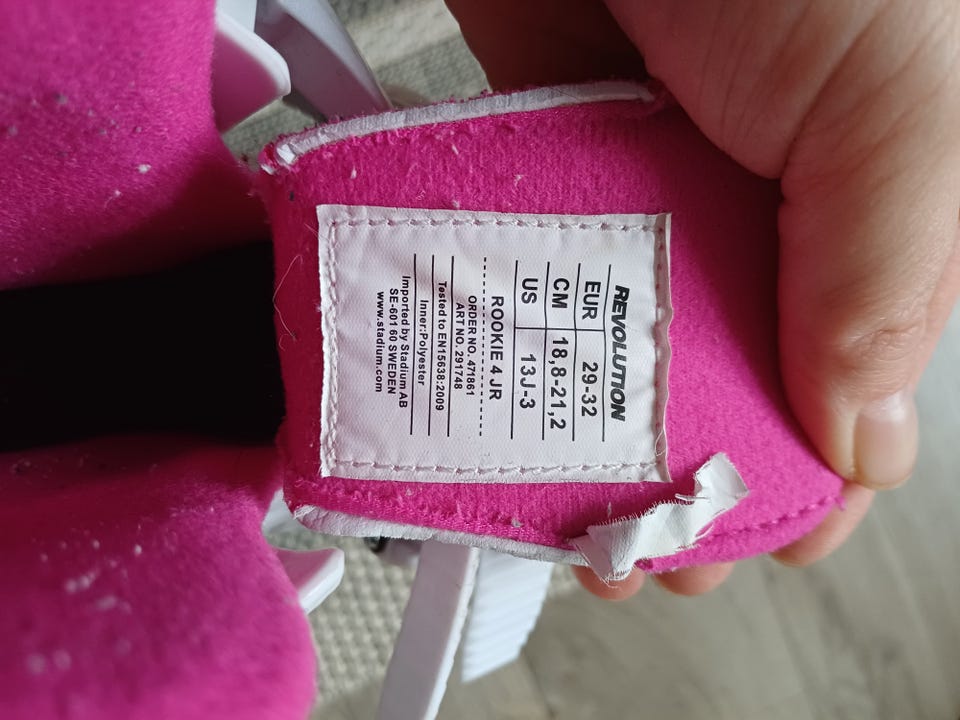 REVOLUTION
EUR 29-32
CM 18,8-21,2
US 13J-3
ROOKIE 4 JR
ORDER NO. 471861
ART NO. 291748
Tested to EN15638:2009
Inner:Polyester
Imported by Stadium AB
SE-601 60 SWEDEN
www.stadium.com